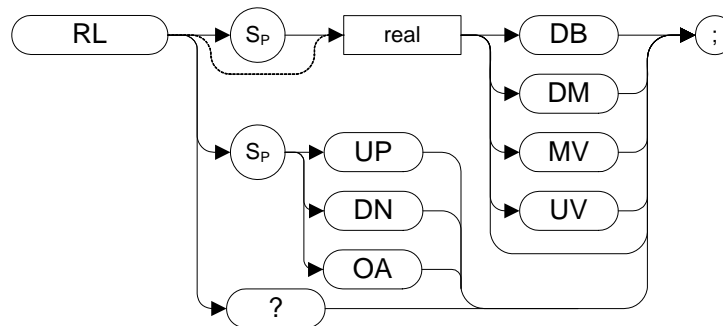 RL SP real DB ;
DM
SP UP MV
DN UV
OA
?